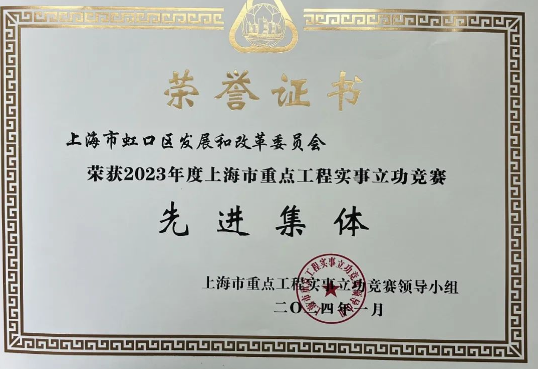 荣誉证书
上海市虹口区发展和改革委员会
荣获2023年度上海市重点工程实事立功竞赛
先进集体
上海市重点工程实事立功竞赛领导小组
二〇二四年一月